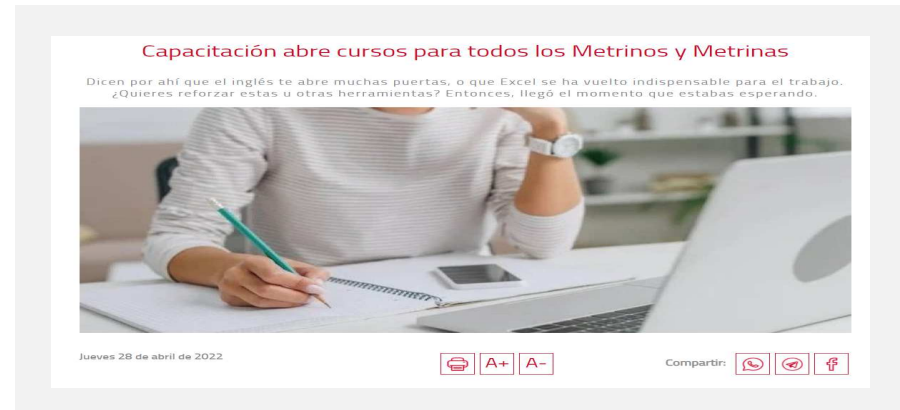 Capacitación abre cursos para todos los Metrinos y Metrinas
Dicen por ahí que el inglés te abre muchas puertas, o que Excel se ha vuelto indispensable para el trabajo.
¿Quieres reforzar estas u otras herramientas? Entonces, llegó el momento que estabas esperando.
Jueves 28 de abril de 2022
A+ A-
Compartir: